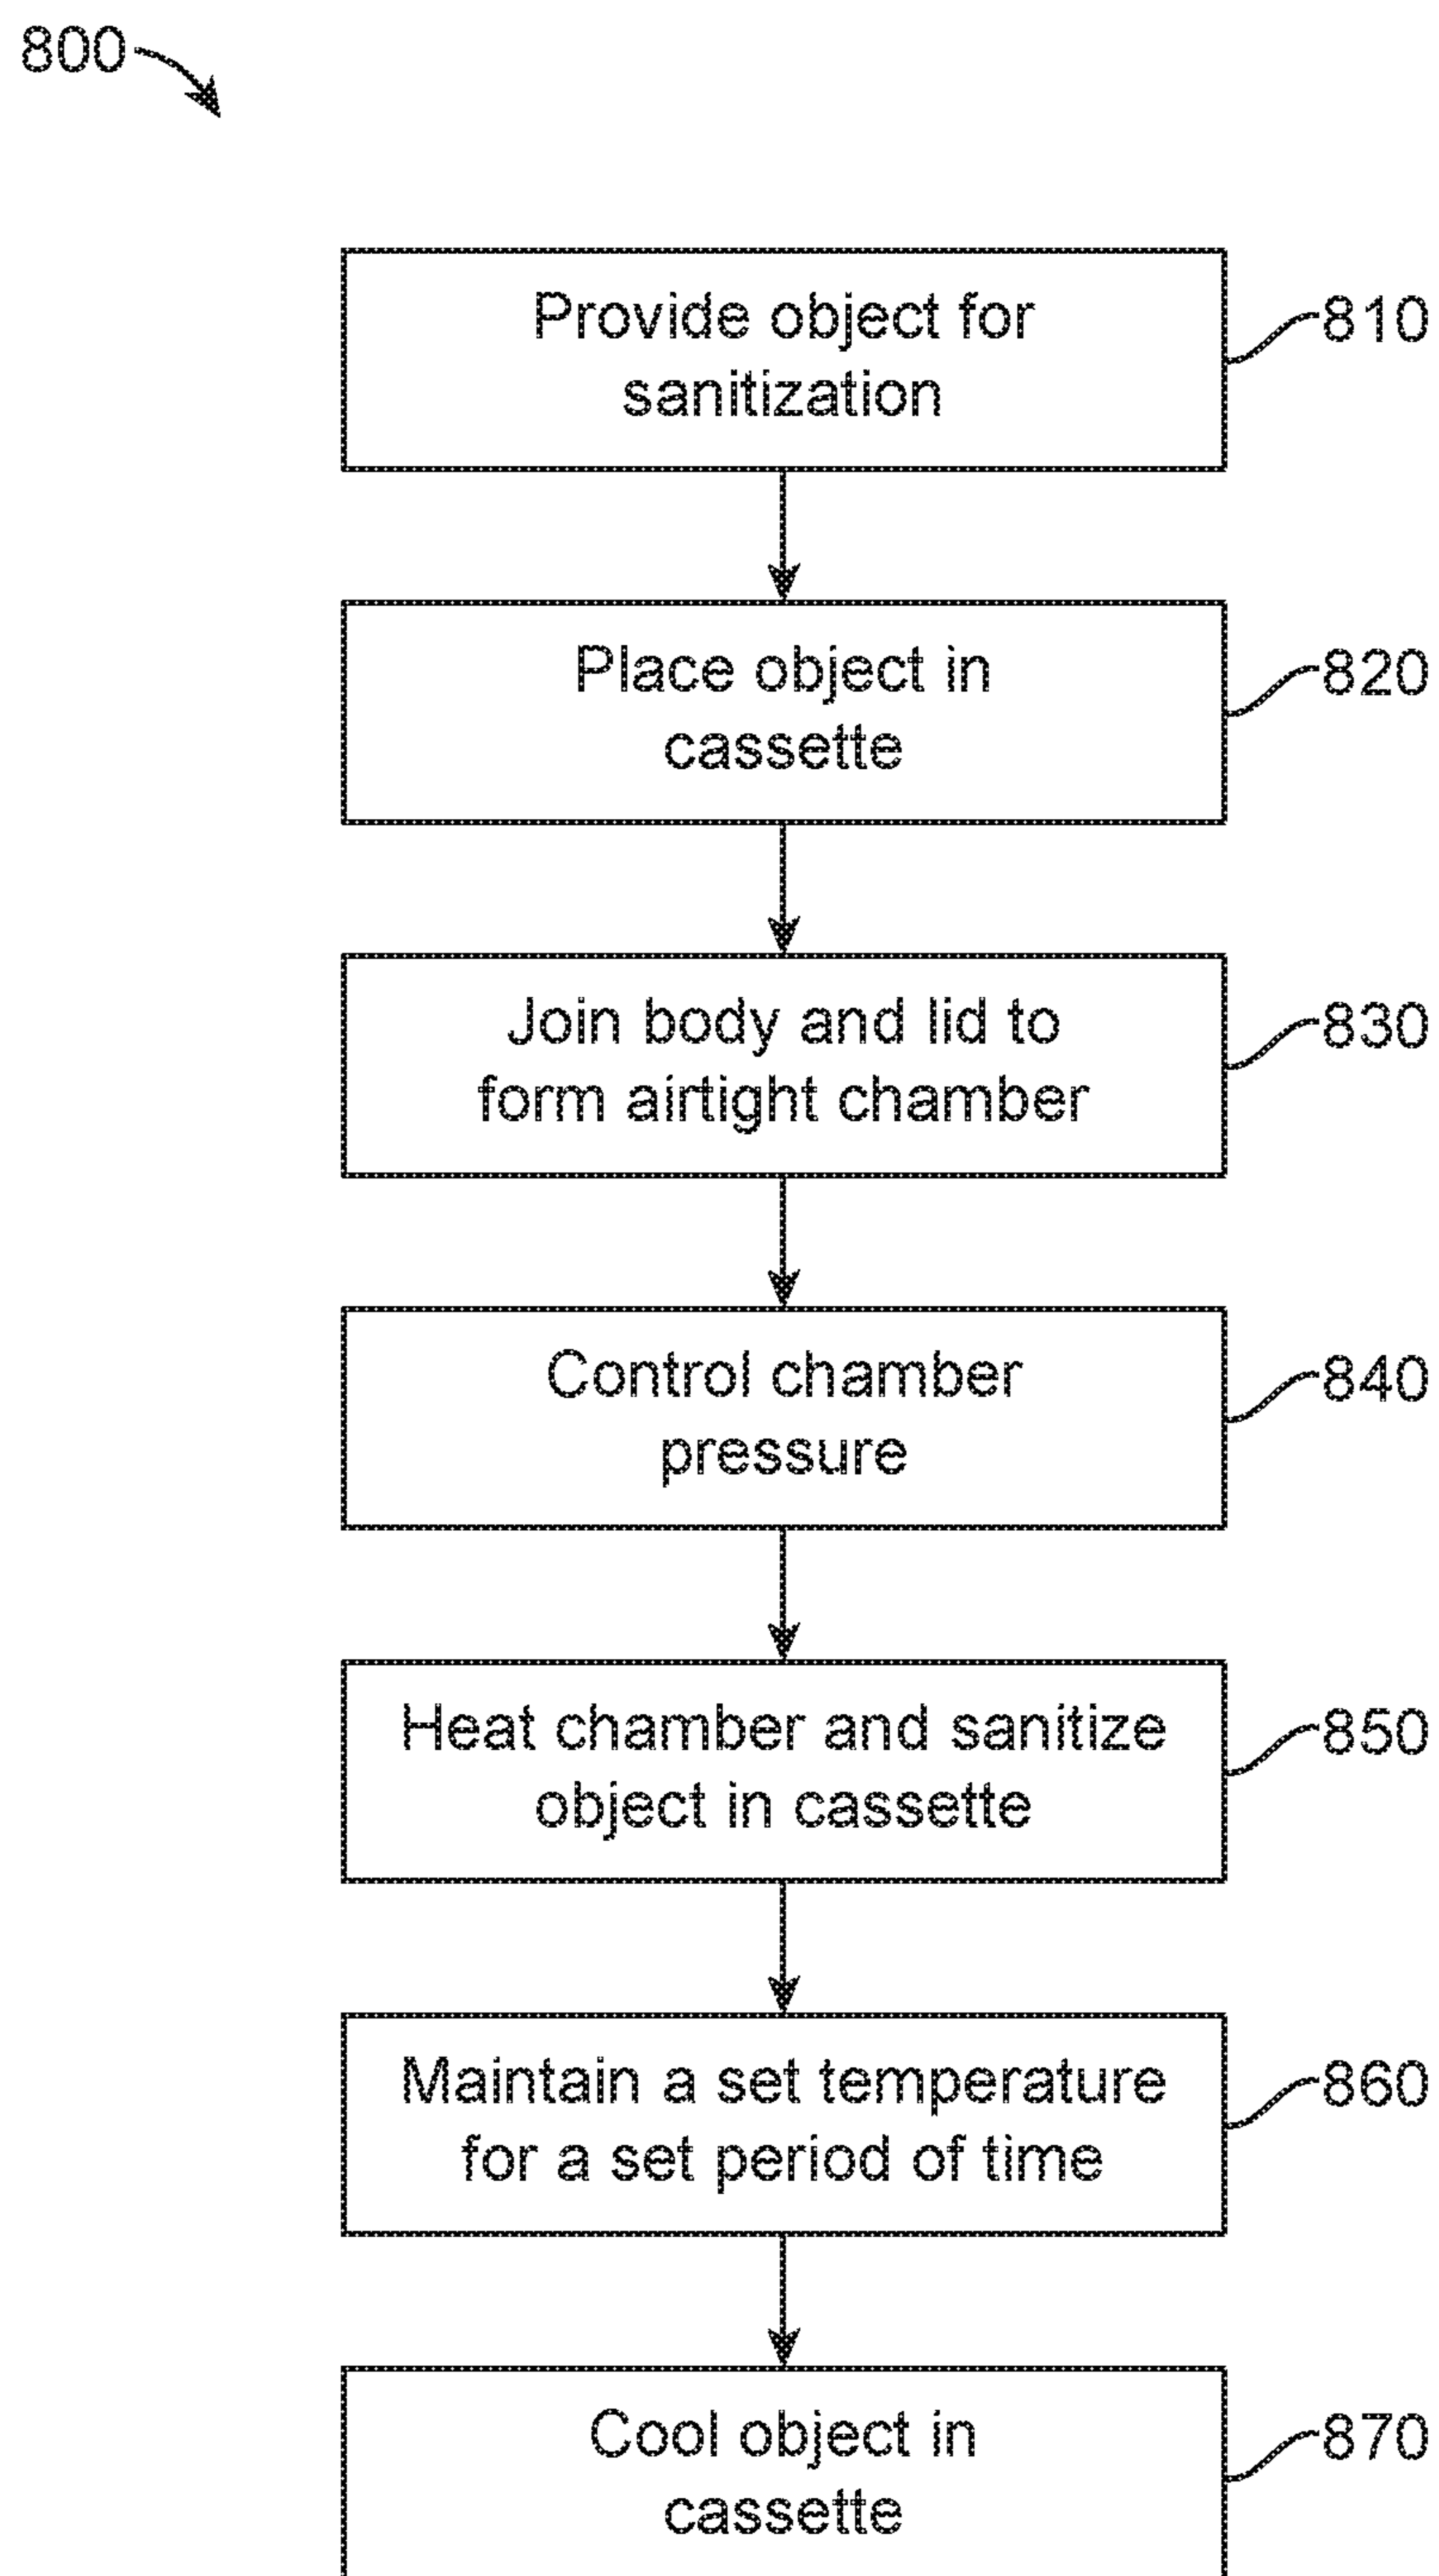 800
Provide object for
sanitization
810
Place object in
cassette
820
Join body and lid to
form airtight chamber
830
Control chamber
pressure
840
Heat chamber and sanitize
object in cassette
850
Maintain a set temperature
for a set period of time
860
Cool object in
cassette
870